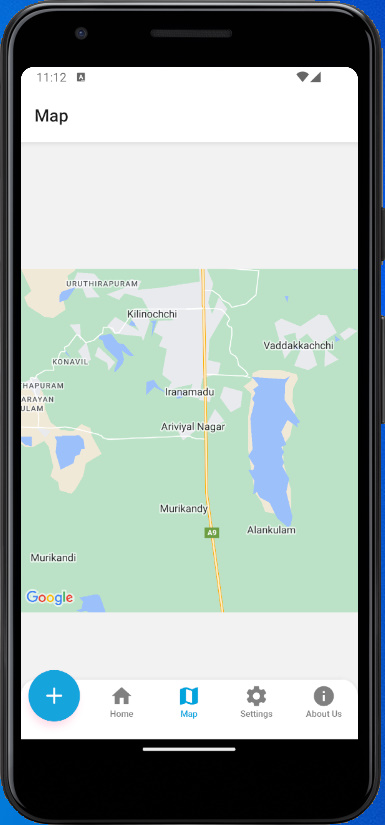 11:12 A
Map
URUTHIRAPURAM
Kilinochchi
Vaddakkachchi
KONAVIL
HAPURAM
Iranamadu
ARAYAN
ULAM
Ariviyal Nagar
Murikandy
A9
Alankulam
Murikandi
Google
Home
Map
Settings
About Us